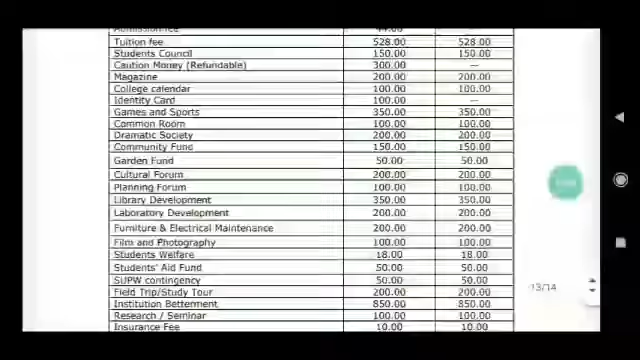 Admission fee 44.00
Tuition fee 528.00 528.00
Students Council 150.00 150.00
Caution Money (Refundable) 300.00 —
Magazine 200.00 200.00
College calendar 100.00 100.00
Identity Card 100.00 —
Games and Sports 350.00 350.00
Common Room 100.00 100.00
Dramatic Society 200.00 200.00
Community Fund 150.00 150.00
Garden Fund 50.00 50.00
Cultural Forum 200.00 200.00
Planning Forum 100.00 100.00
Library Development 350.00 350.00
Laboratory Development 200.00 200.00
Furniture & Electrical Maintenance 200.00 200.00
Film and Photography 100.00 100.00
Students Welfare 18.00 18.00
Students' Aid Fund 50.00 50.00
SUPW contingency 50.00 50.00
13/14
Field Trip/Study Tour 200.00 200.00
Institution Betterment 850.00 850.00
Research / Seminar 100.00 100.00
Insurance Fee 10.00 10.00